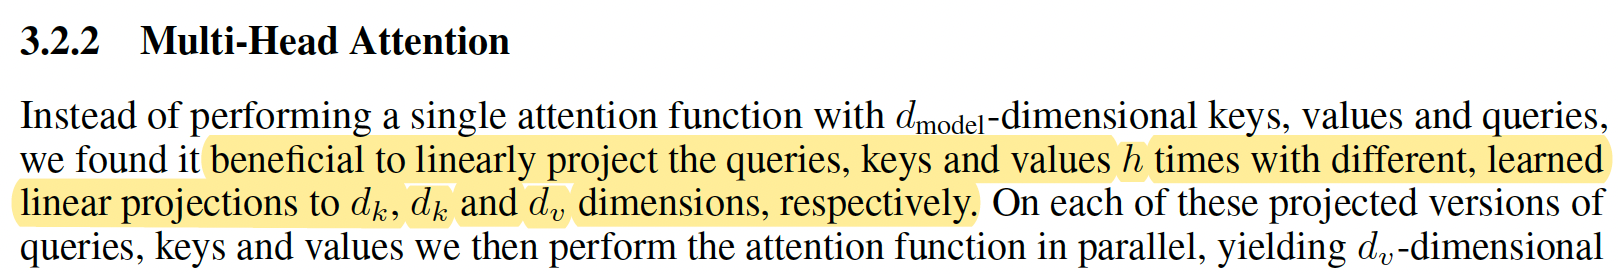 3.2.2 Multi-Head Attention
Instead of performing a single attention function with d_model-dimensional keys, values and queries,
we found it beneficial to linearly project the queries, keys and values h times with different, learned
linear projections to d_k, d_k and d_v dimensions, respectively. On each of these projected versions of
queries, keys and values we then perform the attention function in parallel, yielding d_v-dimensional